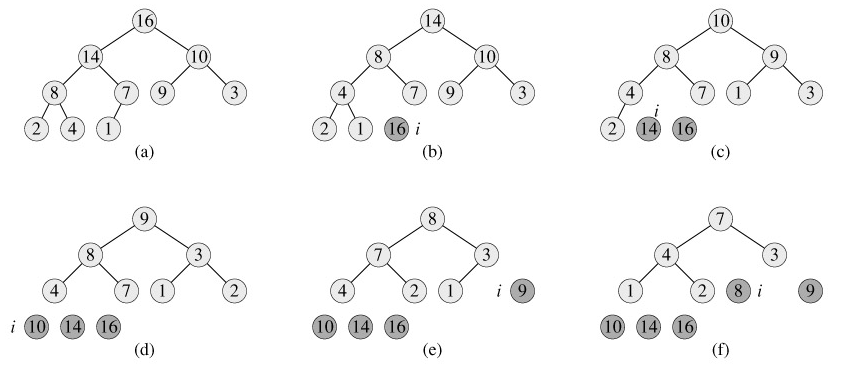 16 14 10
14 10 8 10 8 9
8 7 9 3 4 7 9 3 4 7 1 3
i
2 4 1 2 1 16 i 2 14 16
(a) (b) (c)
9 8 7
8 3 7 3 4 3
4 7 1 2 4 2 1 i 9 1 2 8 i 9
i 10 14 16 10 14 16 10 14 16
(d) (e) (f)